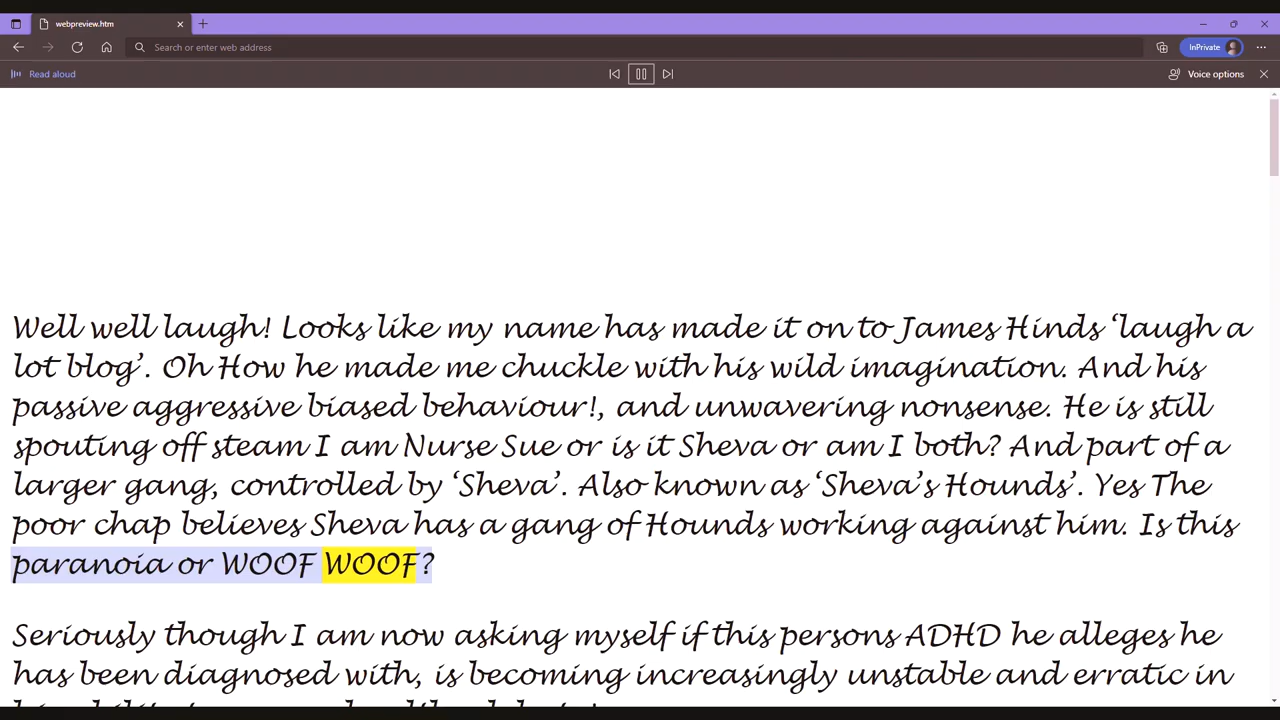 webpreview.htm
Search or enter web address
InPrivate
Read aloud
Voice options
Well well laugh! Looks like my name has made it on to James Hinds ‘laugh a
lot blog’. Oh How he made me chuckle with his wild imagination. And his
passive aggressive biased behaviour!, and unwavering nonsense. He is still
spouting off steam I am Nurse Sue or is it Sheva or am I both? And part of a
larger gang, controlled by ‘Sheva’. Also known as ‘Sheva’s Hounds’. Yes The
poor chap believes Sheva has a gang of Hounds working against him. Is this
paranoia or WOOF WOOF?
Seriously though I am now asking myself if this persons ADHD he alleges he
has been diagnosed with, is becoming increasingly unstable and erratic in